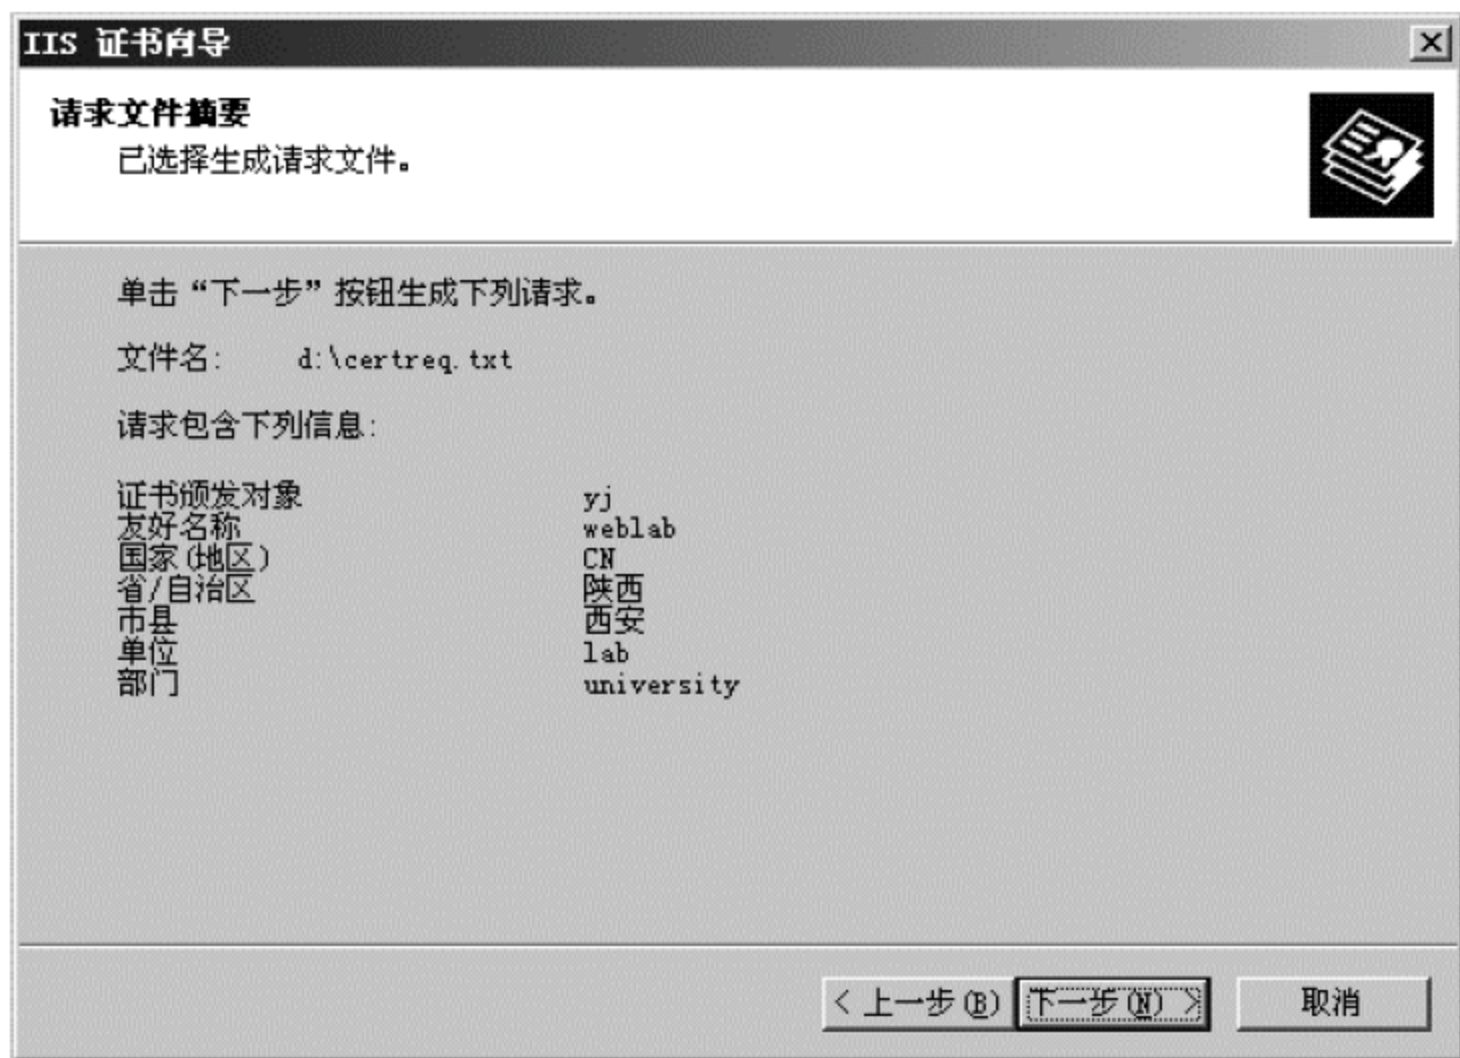 IIS 证书向导
请求文件摘要
已选择生成请求文件。
单击“下一步”按钮生成下列请求。
文件名: d:\certreq.txt
请求包含下列信息:
证书颁发对象 yj
友好名称 weblab
国家(地区) CN
省/自治区 陕西
市县 西安
单位 lab
部门 university
< 上一步(B) 下一步(N) > 取消